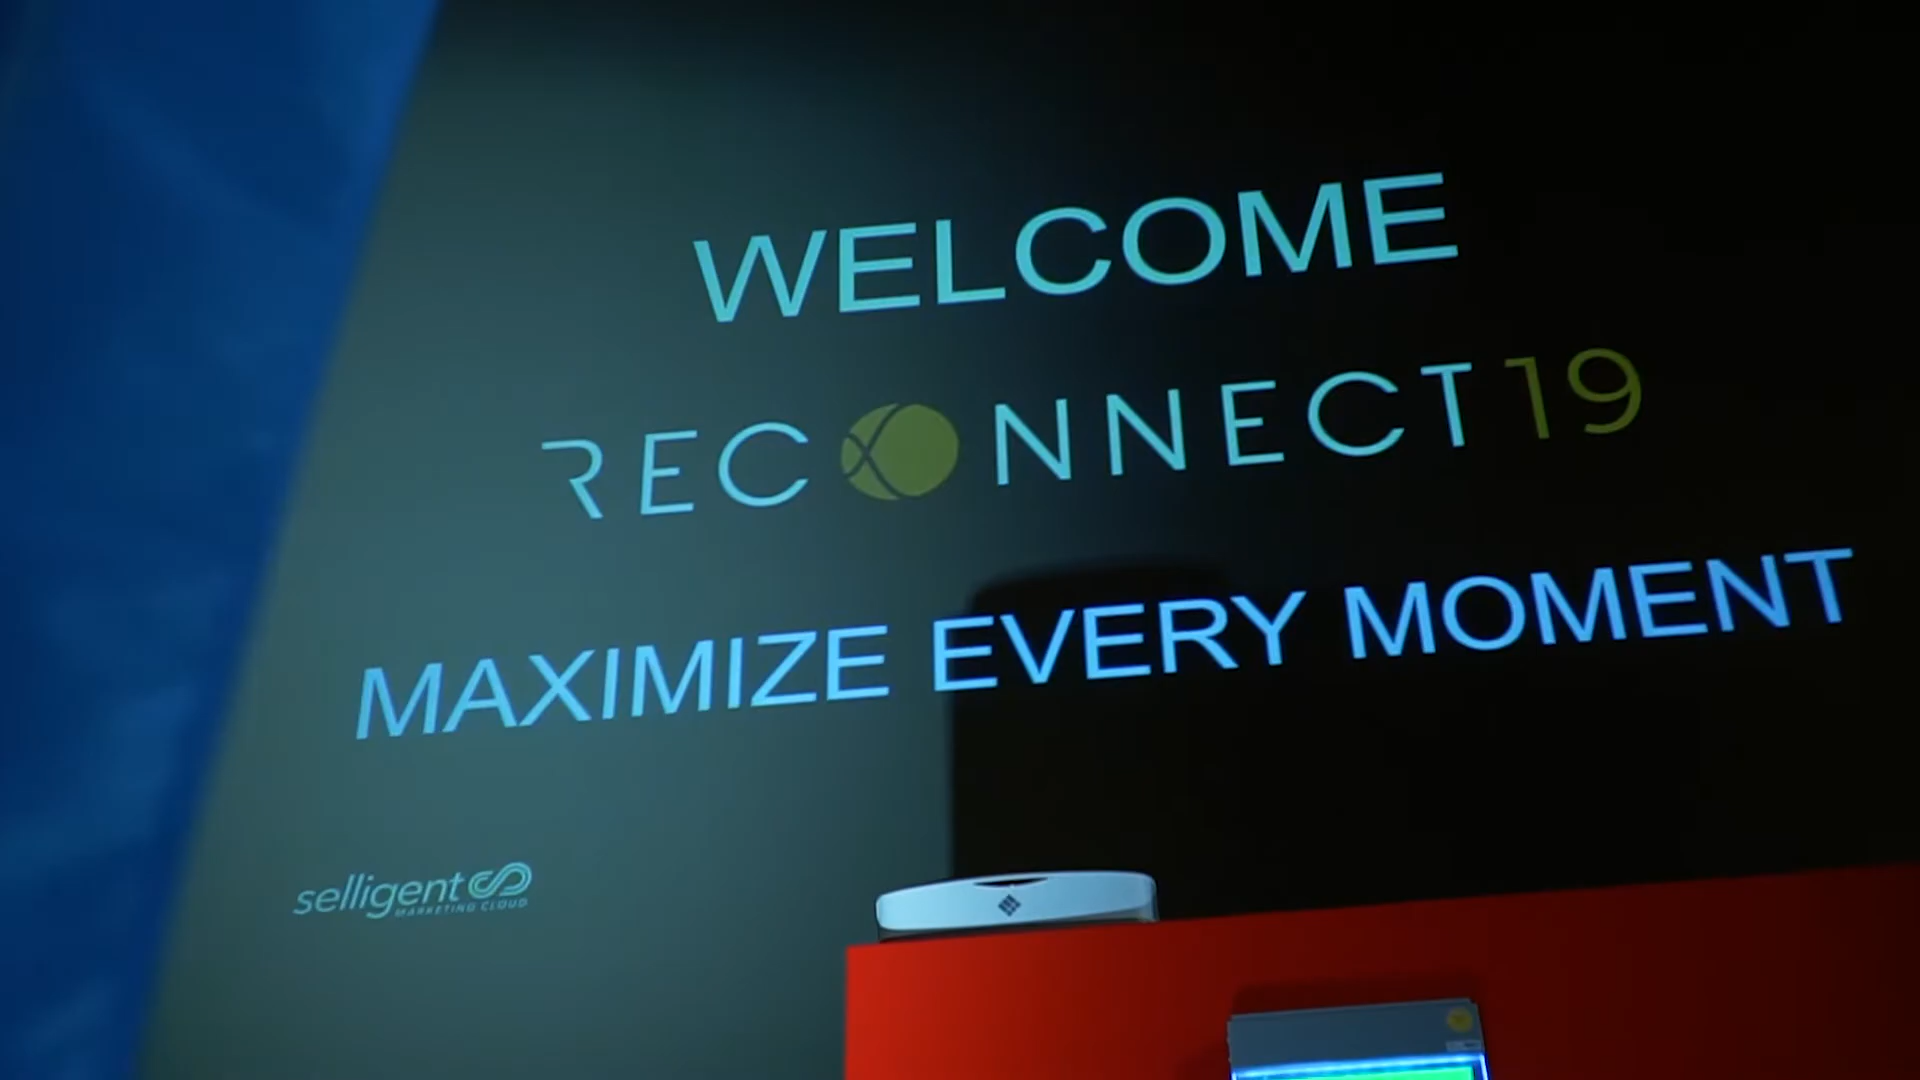 WELCOME
RECONNECT19
MAXIMIZE EVERY MOMENT
selligent
MARKETING CLOUD